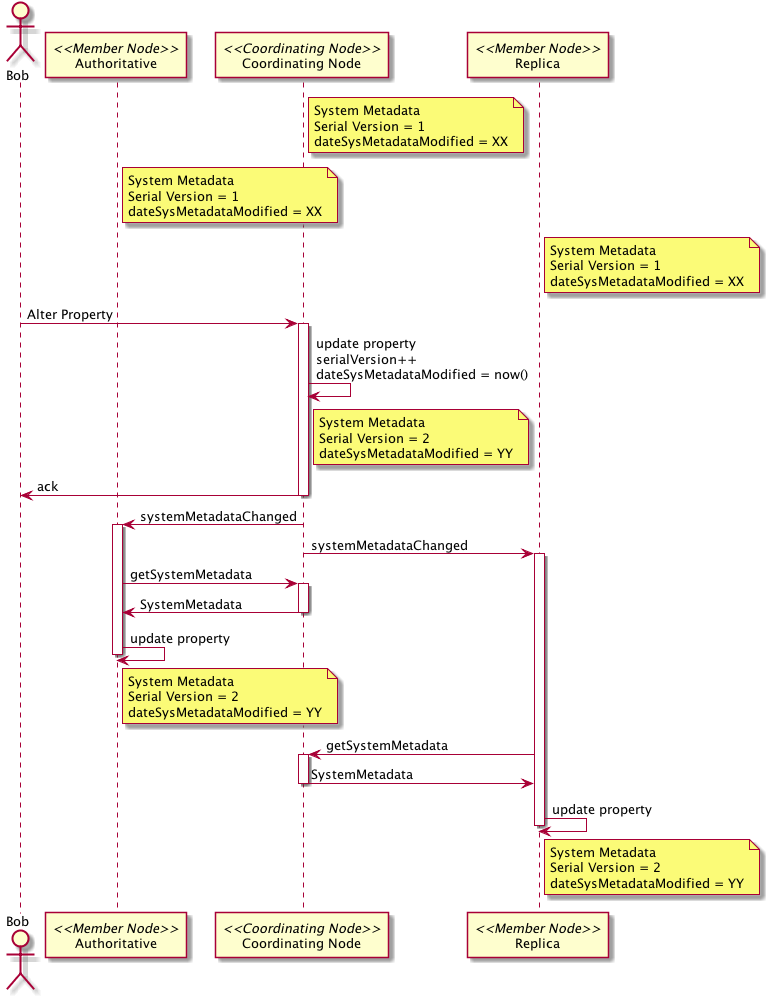 Bob
<<Member Node>>
Authoritative
<<Coordinating Node>>
Coordinating Node
<<Member Node>>
Replica
System Metadata
Serial Version = 1
dateSysMetadataModified = XX
System Metadata
Serial Version = 1
dateSysMetadataModified = XX
System Metadata
Serial Version = 1
dateSysMetadataModified = XX
Alter Property
update property
serialVersion++
dateSysMetadataModified = now()
System Metadata
Serial Version = 2
dateSysMetadataModified = YY
ack
systemMetadataChanged
systemMetadataChanged
getSystemMetadata
SystemMetadata
update property
System Metadata
Serial Version = 2
dateSysMetadataModified = YY
getSystemMetadata
SystemMetadata
update property
System Metadata
Serial Version = 2
dateSysMetadataModified = YY
Bob
<<Member Node>>
Authoritative
<<Coordinating Node>>
Coordinating Node
<<Member Node>>
Replica